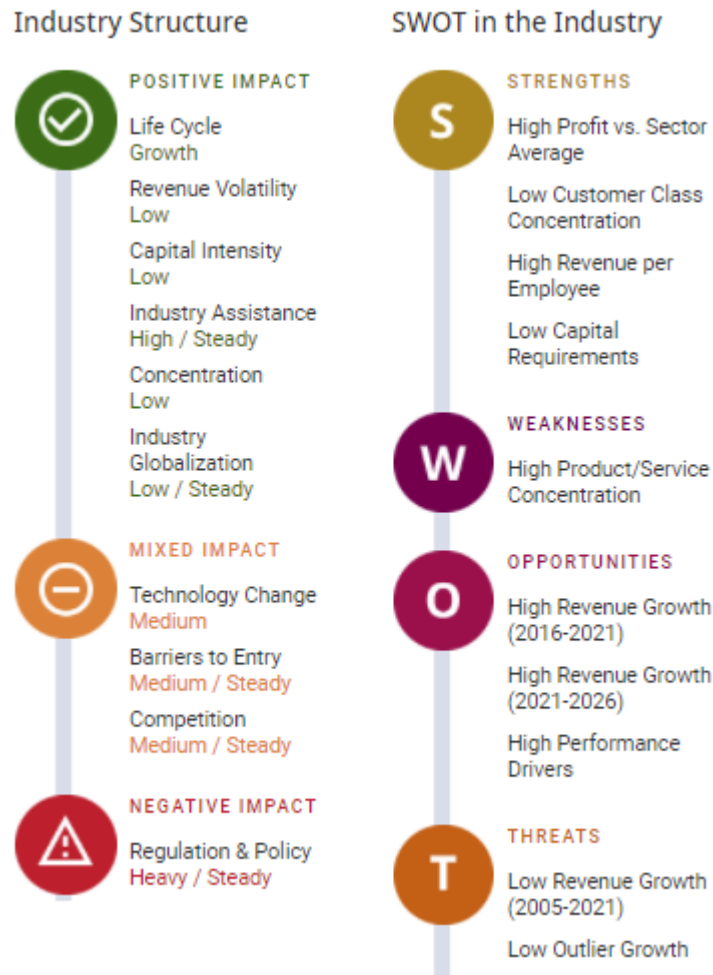 Industry Structure
POSITIVE IMPACT
Life Cycle
Growth
Revenue Volatility
Low
Capital Intensity
Low
Industry Assistance
High / Steady
Concentration
Low
Industry
Globalization
Low / Steady
MIXED IMPACT
Technology Change
Medium
Barriers to Entry
Medium / Steady
Competition
Medium / Steady
NEGATIVE IMPACT
Regulation & Policy
Heavy / Steady
SWOT in the Industry
S
STRENGTHS
High Profit vs. Sector
Average
Low Customer Class
Concentration
High Revenue per
Employee
Low Capital
Requirements
W
WEAKNESSES
High Product/Service
Concentration
O
OPPORTUNITIES
High Revenue Growth
(2016-2021)
High Revenue Growth
(2021-2026)
High Performance
Drivers
T
THREATS
Low Revenue Growth
(2005-2021)
Low Outlier Growth